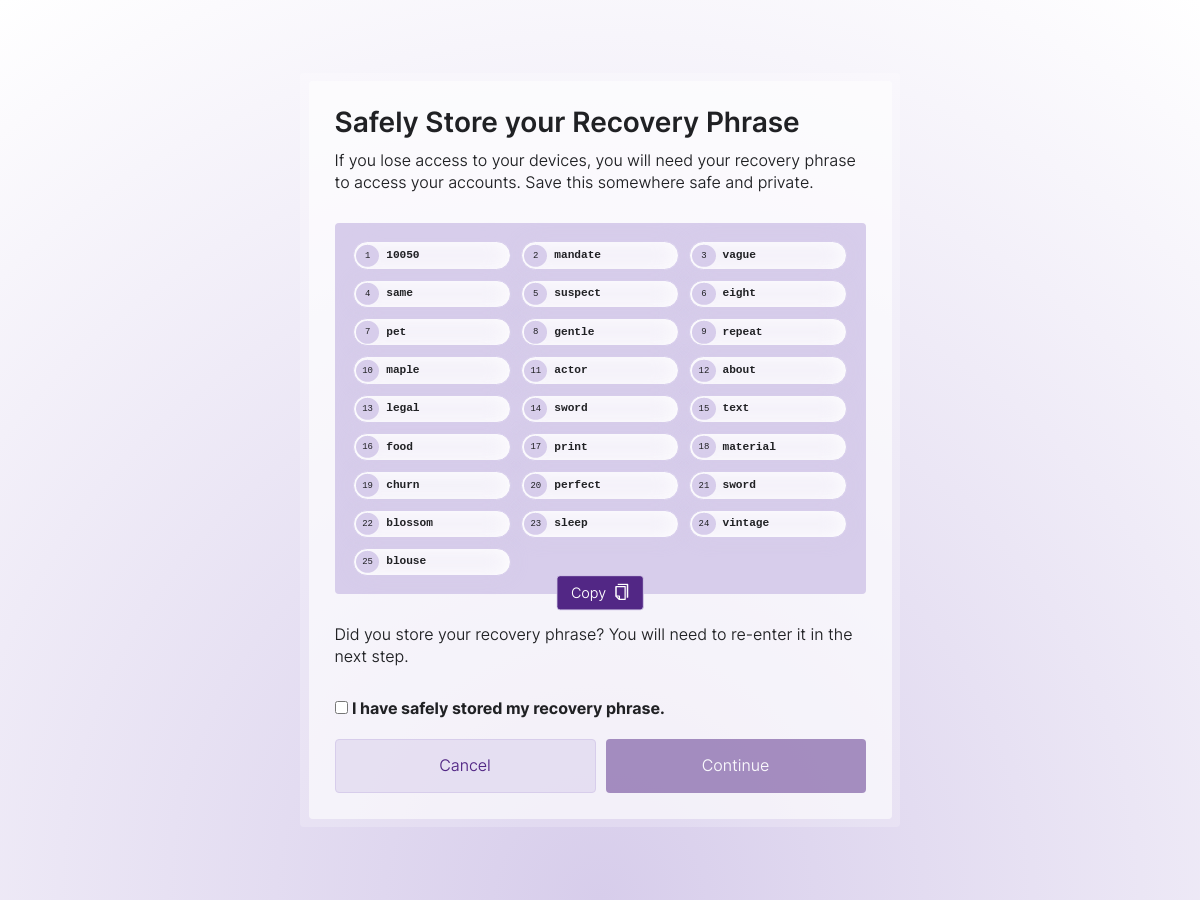 Safely Store your Recovery Phrase
If you lose access to your devices, you will need your recovery phrase
to access your accounts. Save this somewhere safe and private.
1 10050 2 mandate 3 vague
4 same 5 suspect 6 eight
7 pet 8 gentle 9 repeat
10 maple 11 actor 12 about
13 legal 14 sword 15 text
16 food 17 print 18 material
19 churn 20 perfect 21 sword
22 blossom 23 sleep 24 vintage
25 blouse
Copy
Did you store your recovery phrase? You will need to re-enter it in the
next step.
I have safely stored my recovery phrase.
Cancel Continue